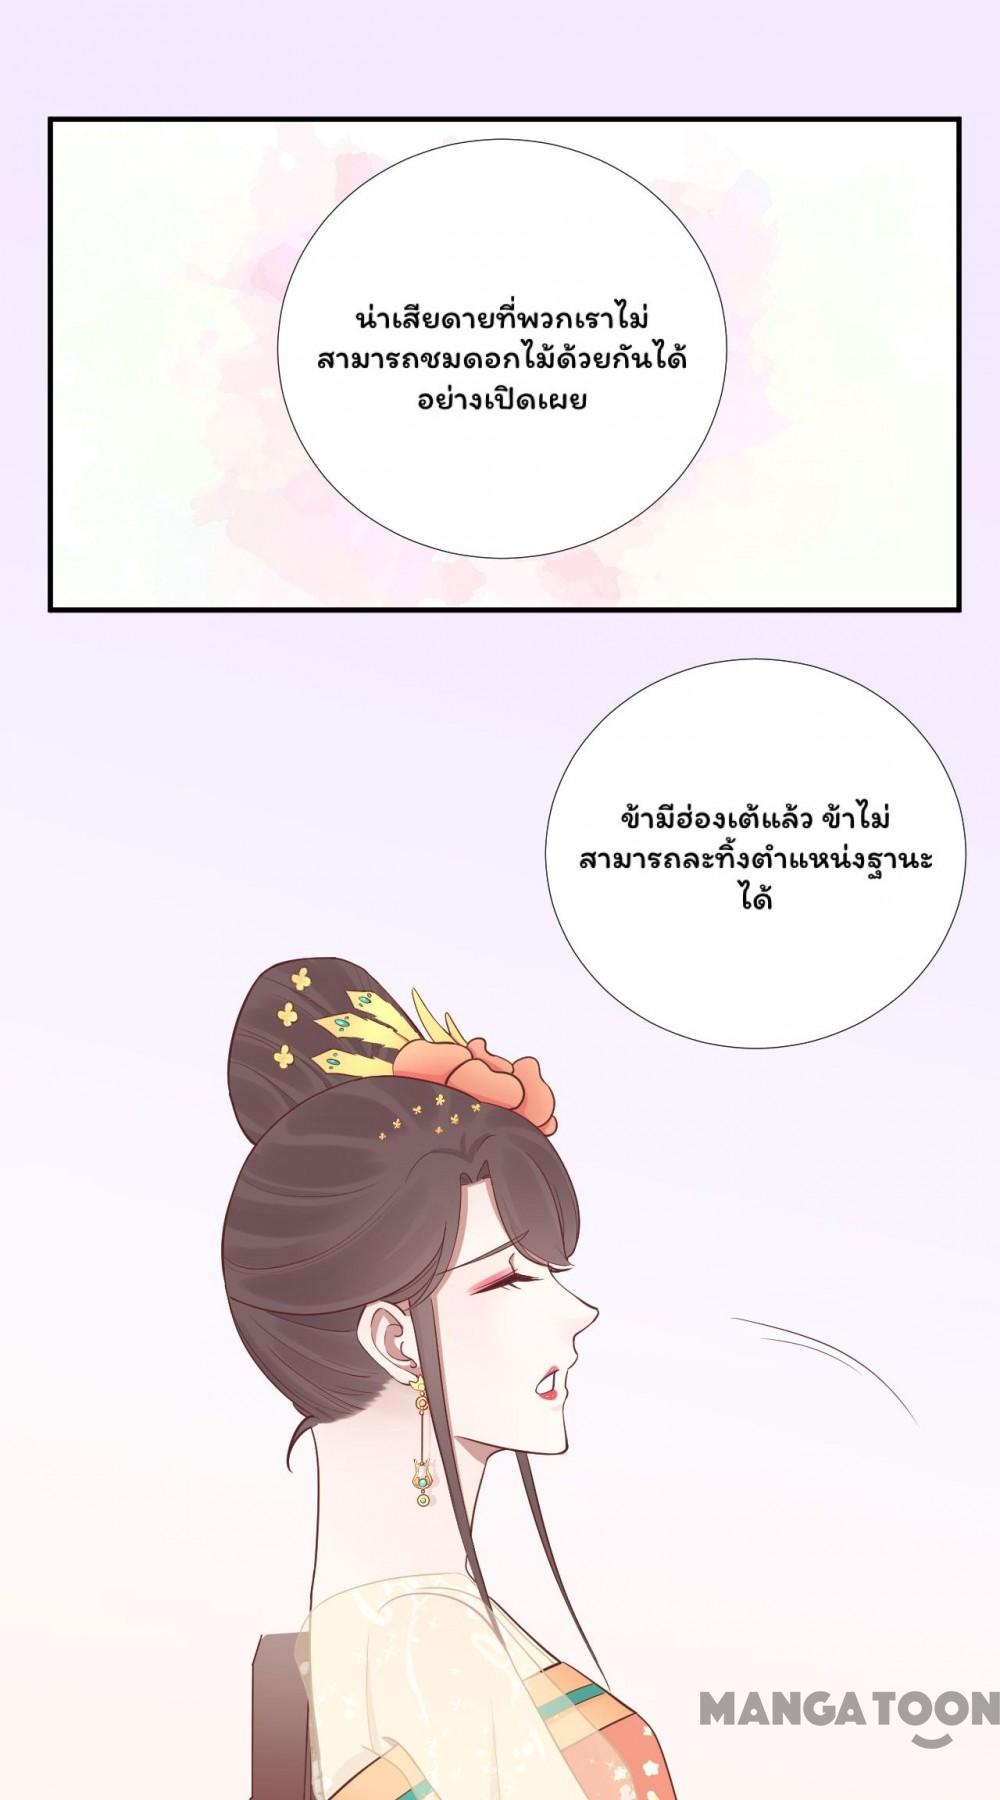 น่าเสียดายที่พวกเราไม่
สามารถชมดอกไม้ด้วยกันได้
อย่างเปิดเผย
ข้ามีฮ่องเต้แล้ว ข้าไม่
สามารถละทิ้งตำแหน่งฐานะ
ได้
MANGATOON